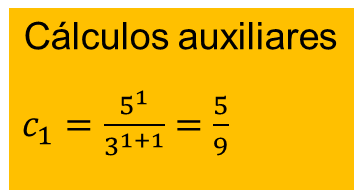 Cálculos auxiliares
c₁ = 5¹/3¹⁺¹ = 5/9